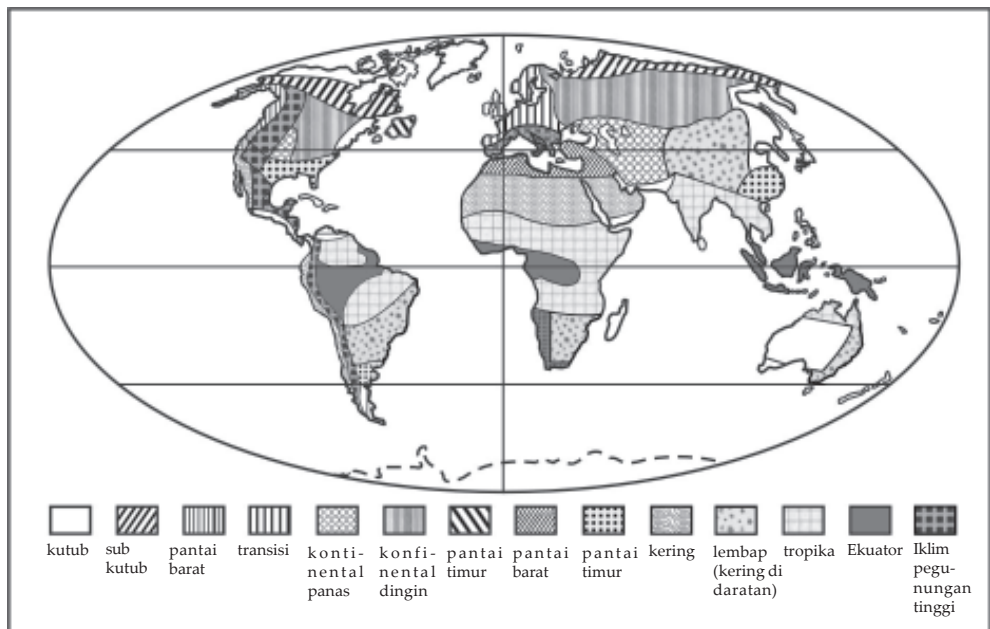 kutub
sub
kutub
pantai
barat
transisi
konti-
nental
panas
konfi-
nental
dingin
pantai
timur
pantai
barat
pantai
timur
kering
lembap
(kering di
daratan)
tropika
Ekuator
Iklim
pegu-
nungan
tinggi